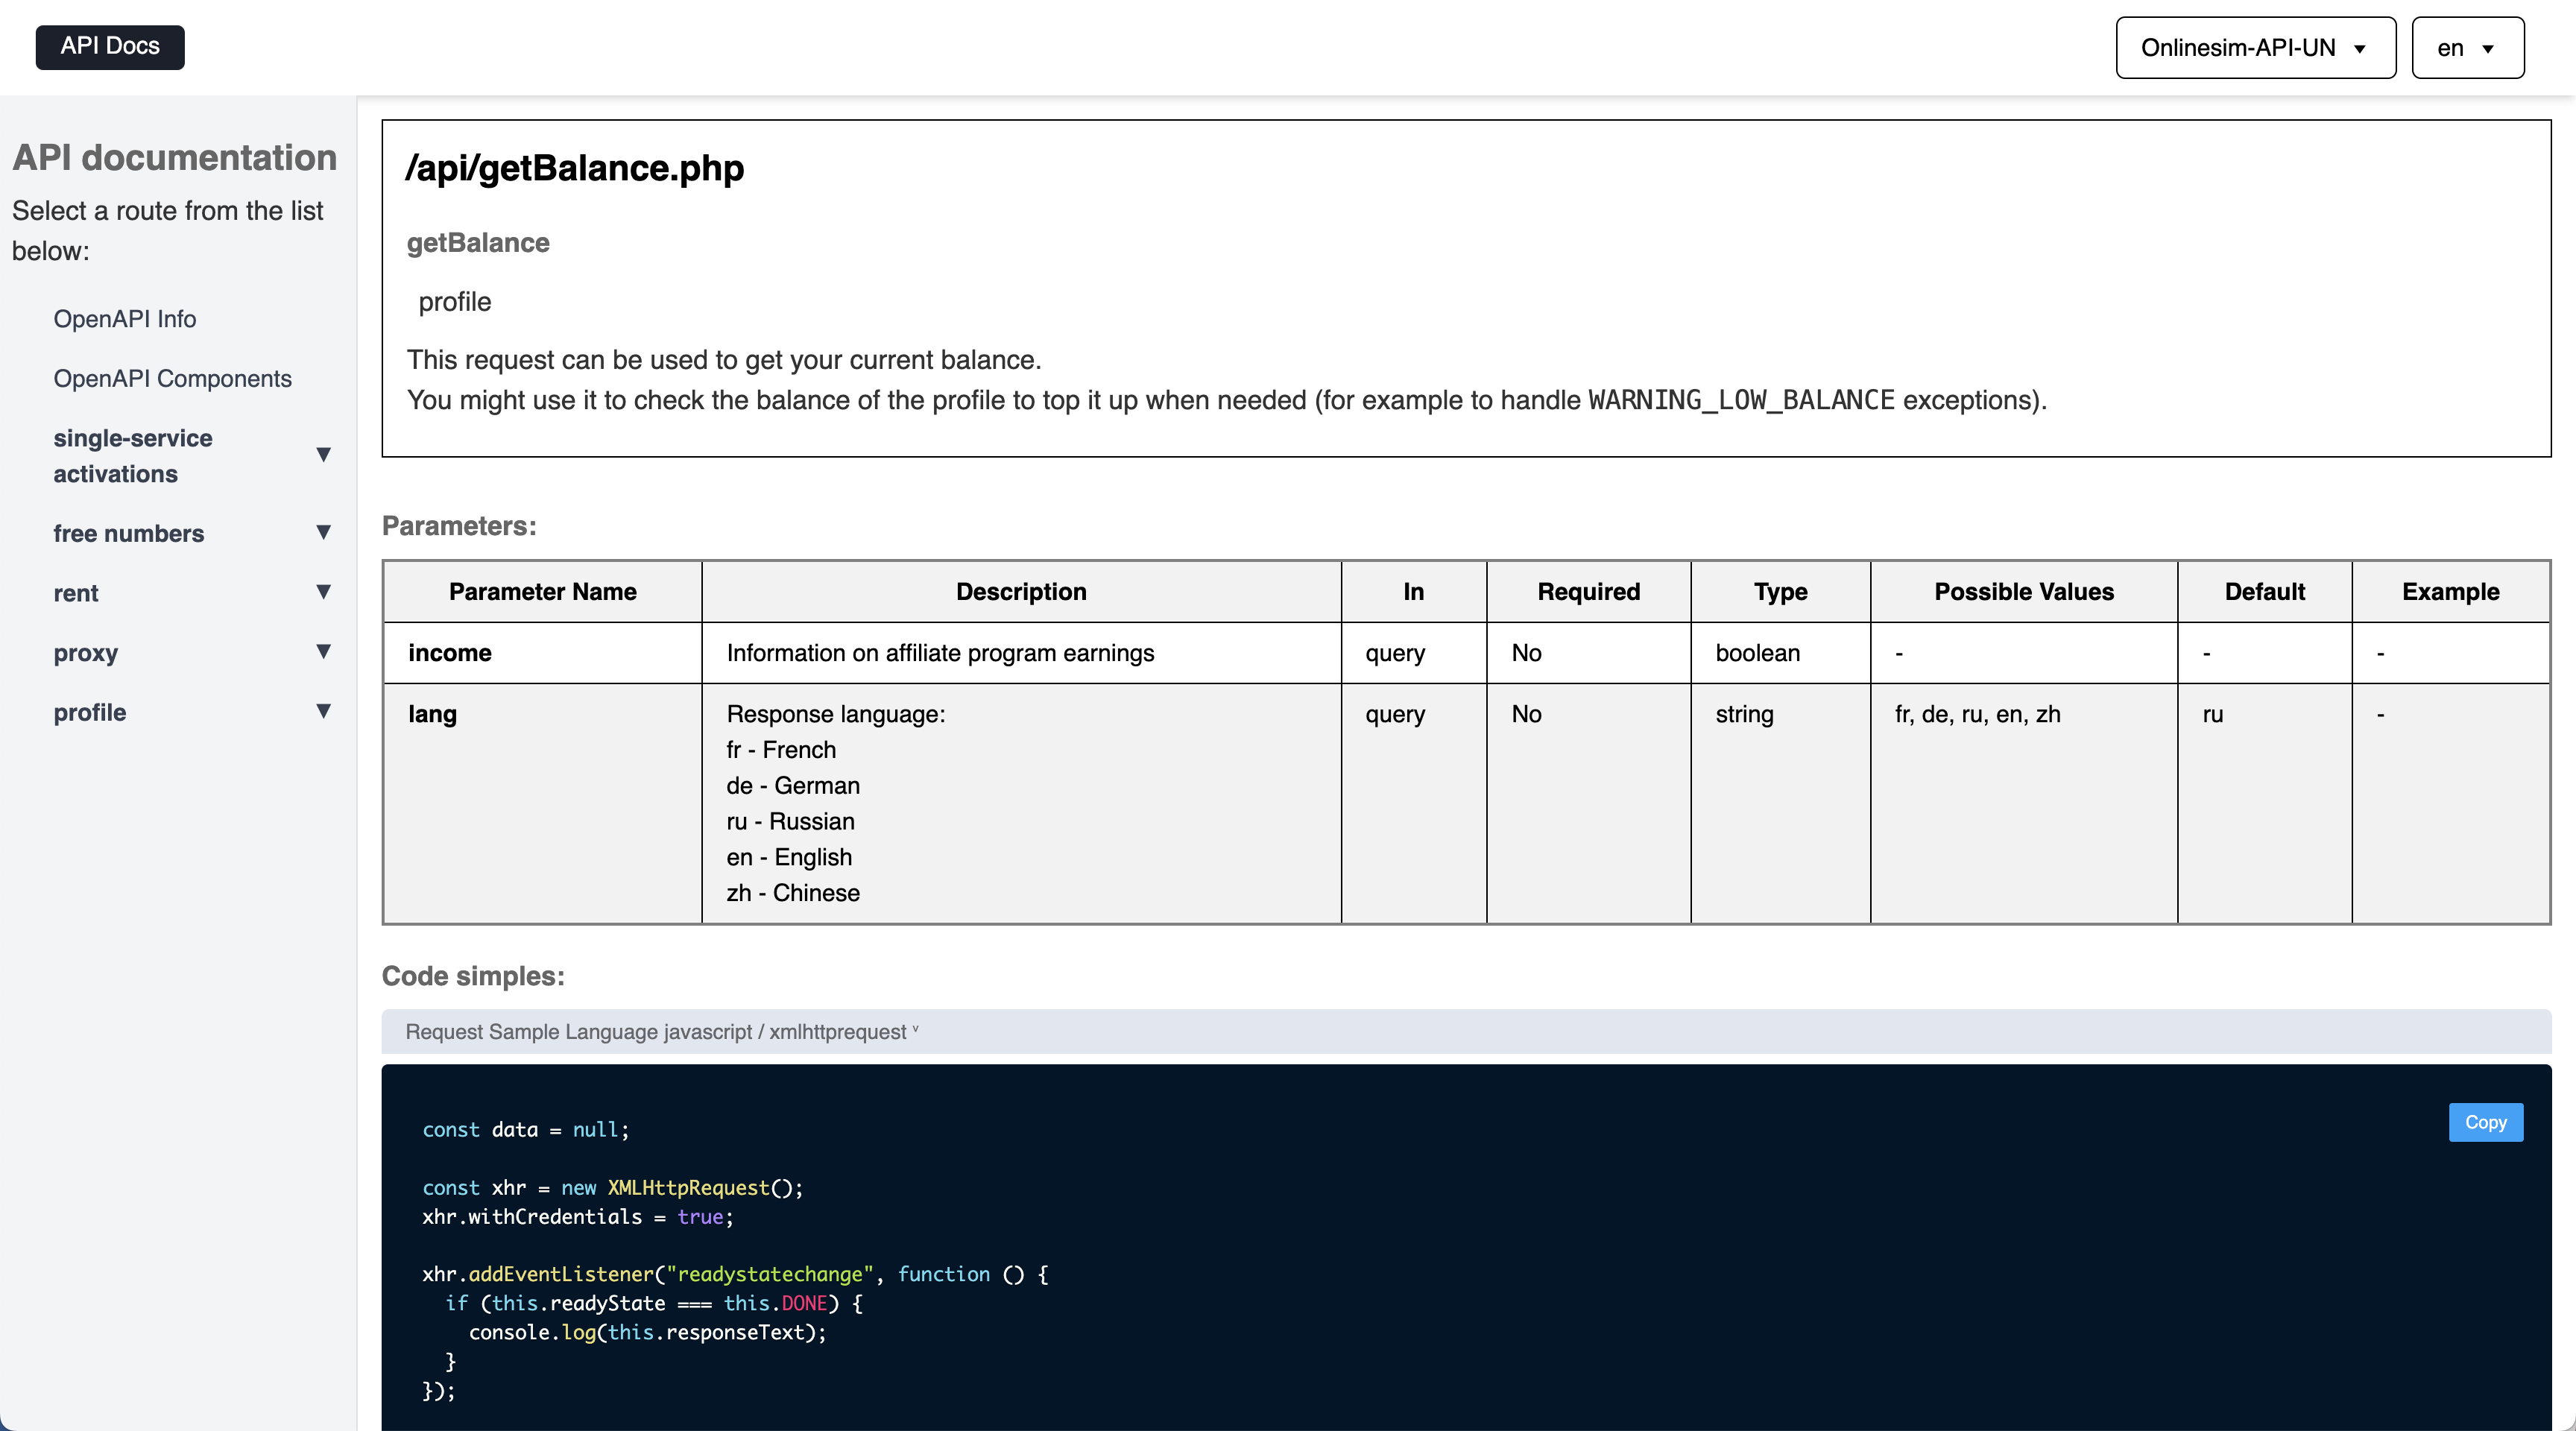 API Docs
Onlinesim-API-UN ▼
en ▼
API documentation
Select a route from the list
below:
OpenAPI Info
OpenAPI Components
single-service
activations ▼
free numbers ▼
rent ▼
proxy ▼
profile ▼
/api/getBalance.php
getBalance
profile
This request can be used to get your current balance.
You might use it to check the balance of the profile to top it up when needed (for example to handle WARNING_LOW_BALANCE exceptions).
Parameters:
Parameter Name Description In Required Type Possible Values Default Example
income Information on affiliate program earnings query No boolean - - -
lang Response language: query No string fr, de, ru, en, zh ru -
fr - French
de - German
ru - Russian
en - English
zh - Chinese
Code simples:
Request Sample Language javascript / xmlhttprequest ˅
Copy
const data = null;
const xhr = new XMLHttpRequest();
xhr.withCredentials = true;
xhr.addEventListener("readystatechange", function () {
  if (this.readyState === this.DONE) {
    console.log(this.responseText);
  }
});